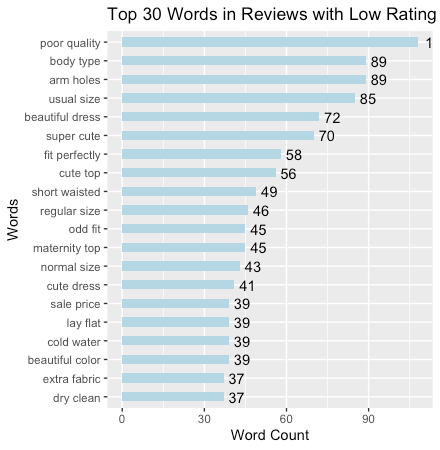 Top 30 Words in Reviews with Low Rating
poor quality 1
body type 89
arm holes 89
usual size 85
beautiful dress 72
super cute 70
fit perfectly 58
cute top 56
short waisted 49
regular size 46
odd fit 45
maternity top 45
normal size 43
cute dress 41
sale price 39
lay flat 39
cold water 39
beautiful color 39
extra fabric 37
dry clean 37
0 30 60 90
Word Count
Words